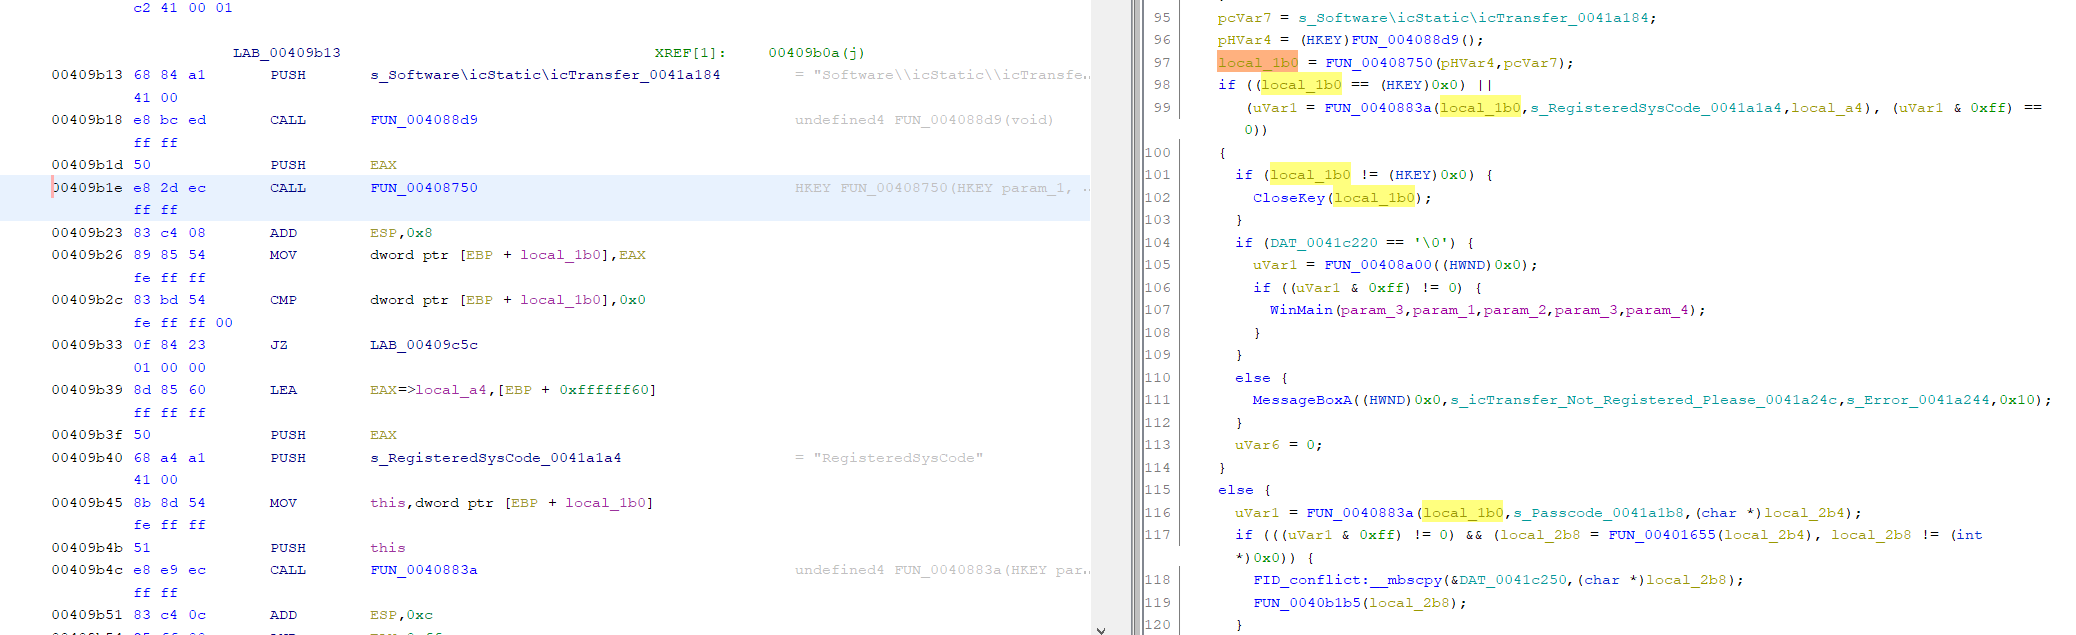 c2 41 00 01
LAB_00409b13 XREF[1]: 00409b0a(j)
00409b13 68 84 a1 PUSH s_Software\icStatic\icTransfer_0041a184 = "Software\\icStatic\\icTransfe..
41 00
00409b18 e8 bc ed CALL FUN_004088d9 undefined4 FUN_004088d9(void)
ff ff
00409b1d 50 PUSH EAX
00409b1e e8 2d ec CALL FUN_00408750 HKEY FUN_00408750(HKEY param_1, ..
ff ff
00409b23 83 c4 08 ADD ESP,0x8
00409b26 89 85 54 MOV dword ptr [EBP + local_1b0],EAX
fe ff ff
00409b2c 83 bd 54 CMP dword ptr [EBP + local_1b0],0x0
fe ff ff 00
00409b33 0f 84 23 JZ LAB_00409c5c
01 00 00
00409b39 8d 85 60 LEA EAX=>local_a4,[EBP + 0xffffff60]
ff ff ff
00409b3f 50 PUSH EAX
00409b40 68 a4 a1 PUSH s_RegisteredSysCode_0041a1a4 = "RegisteredSysCode"
41 00
00409b45 8b 8d 54 MOV this,dword ptr [EBP + local_1b0]
fe ff ff
00409b4b 51 PUSH this
00409b4c e8 e9 ec CALL FUN_0040883a undefined4 FUN_0040883a(HKEY par..
ff ff
00409b51 83 c4 0c ADD ESP,0xc
95 pcVar7 = s_Software\icStatic\icTransfer_0041a184;
96 pHVar4 = (HKEY)FUN_004088d9();
97 local_1b0 = FUN_00408750(pHVar4,pcVar7);
98 if ((local_1b0 == (HKEY)0x0) ||
99 (uVar1 = FUN_0040883a(local_1b0,s_RegisteredSysCode_0041a1a4,local_a4), (uVar1 & 0xff) ==
0))
100 {
101 if (local_1b0 != (HKEY)0x0) {
102 CloseKey(local_1b0);
103 }
104 if (DAT_0041c220 == '\0') {
105 uVar1 = FUN_00408a00((HWND)0x0);
106 if ((uVar1 & 0xff) != 0) {
107 WinMain(param_3,param_1,param_2,param_3,param_4);
108 }
109 }
110 else {
111 MessageBoxA((HWND)0x0,s_icTransfer_Not_Registered_Please_0041a24c,s_Error_0041a244,0x10);
112 }
113 uVar6 = 0;
114 }
115 else {
116 uVar1 = FUN_0040883a(local_1b0,s_Passcode_0041a1b8,(char *)local_2b4);
117 if (((uVar1 & 0xff) != 0) && (local_2b8 = FUN_00401655(local_2b4), local_2b8 != (int
*)0x0)) {
118 FID_conflict:__mbscpy(&DAT_0041c250,(char *)local_2b8);
119 FUN_0040b1b5(local_2b8);
120 }